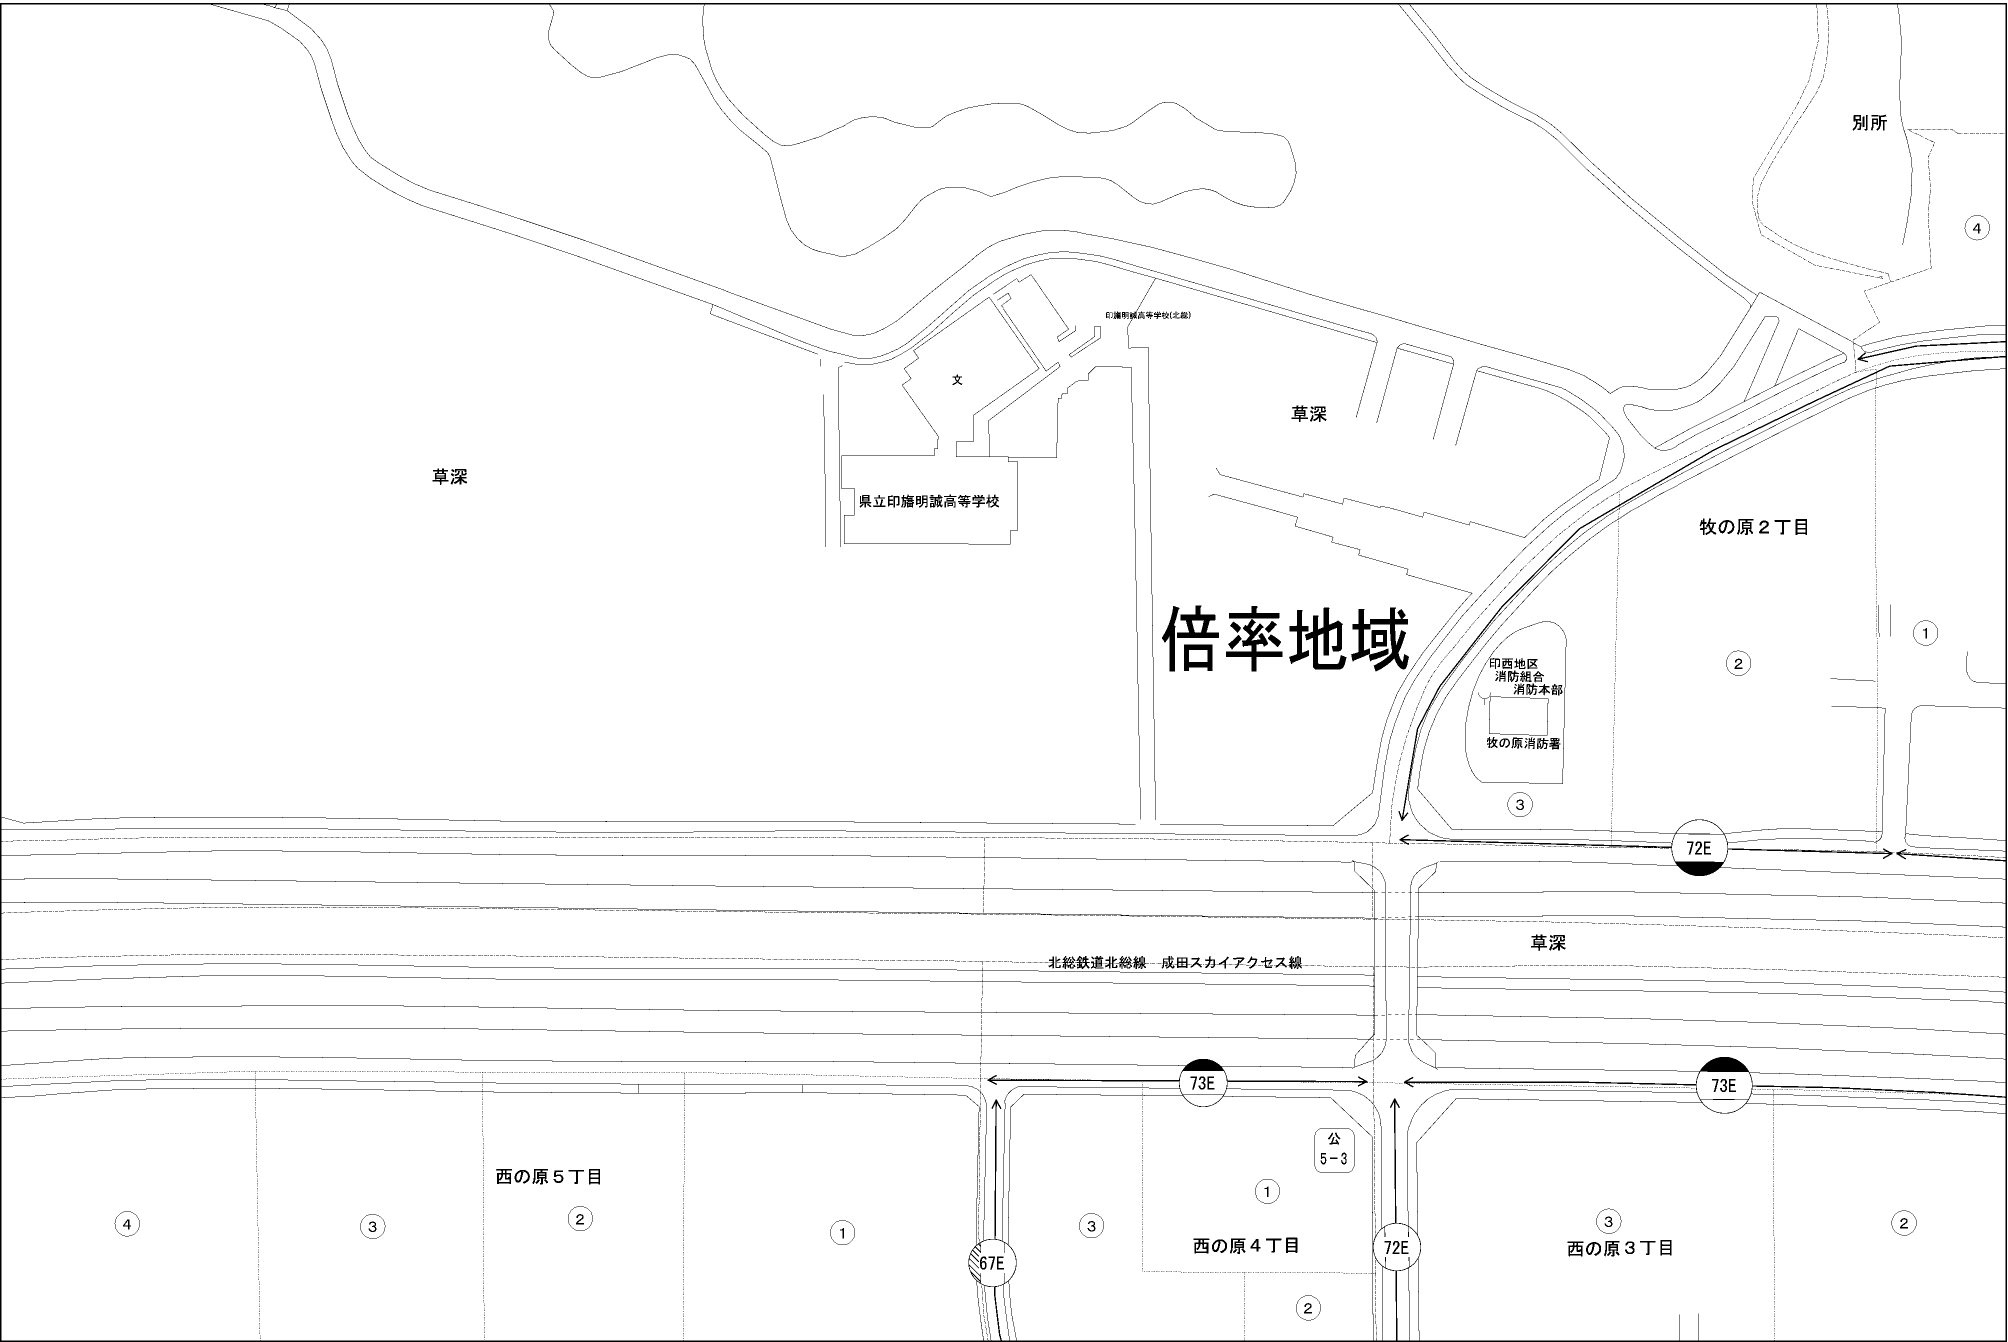 別所
④
印旛明誠高等学校(北総)
文
草深
草深
県立印旛明誠高等学校
牧の原２丁目
倍率地域
①
②
印西地区
消防組合
消防本部
牧の原消防署
③
72E
草深
北総鉄道北総線　成田スカイアクセス線
73E
73E
公
5－3
西の原５丁目
①
④
③
②
①
③
西の原４丁目
72E
③
西の原３丁目
②
67E
②